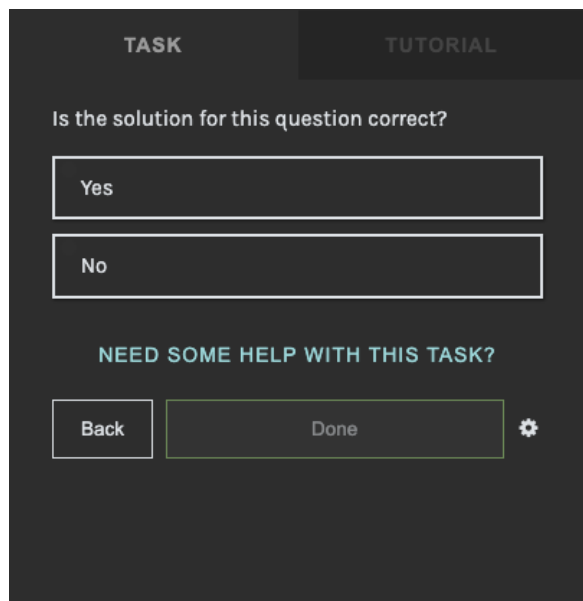 TASK
TUTORIAL
Is the solution for this question correct?
Yes
No
NEED SOME HELP WITH THIS TASK?
Back
Done